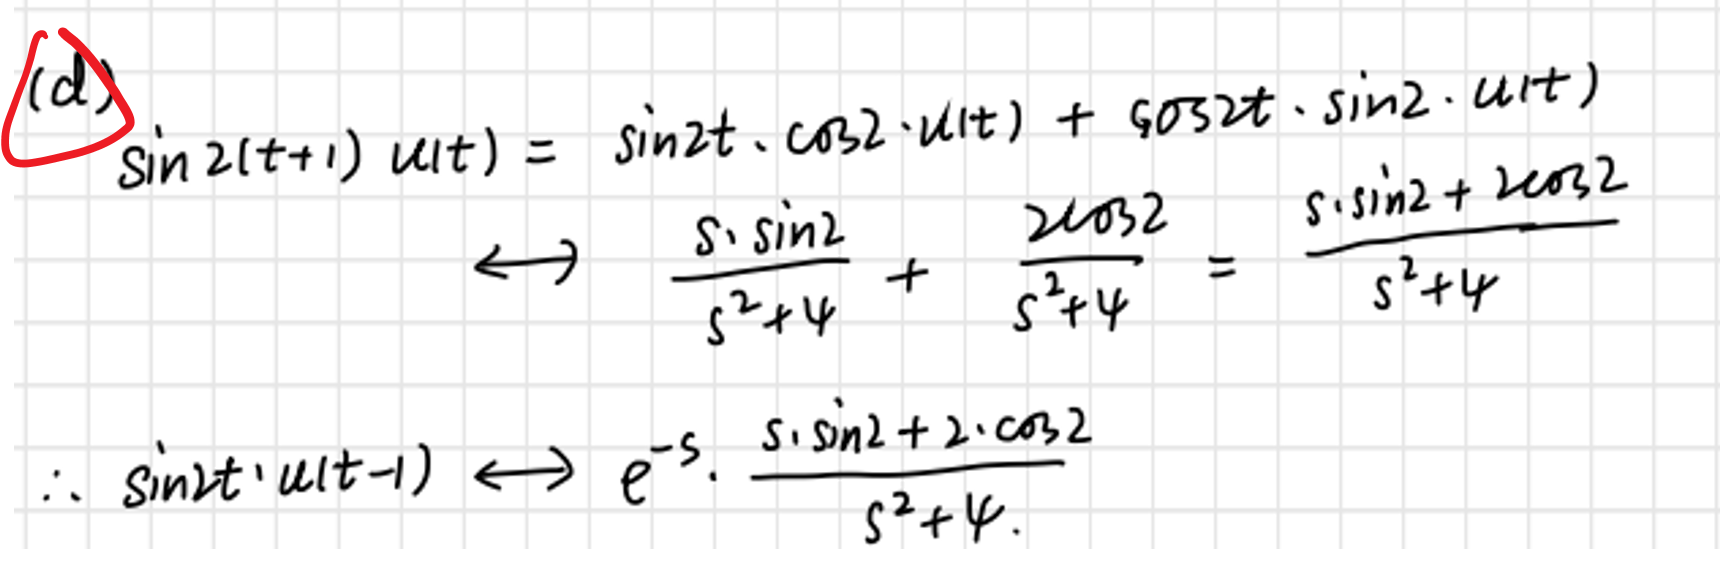 (d)
sin 2(t+1) u(t) = sin2t · cos2 · u(t) + cos2t · sin2 · u(t)
↔ s·sin2 / s²+4 + 2cos2 / s²+4 = s·sin2 + 2cos2 / s²+4
∴ sin2t · u(t-1) ↔ e^-s · s·sin2 + 2·cos2 / s²+4.